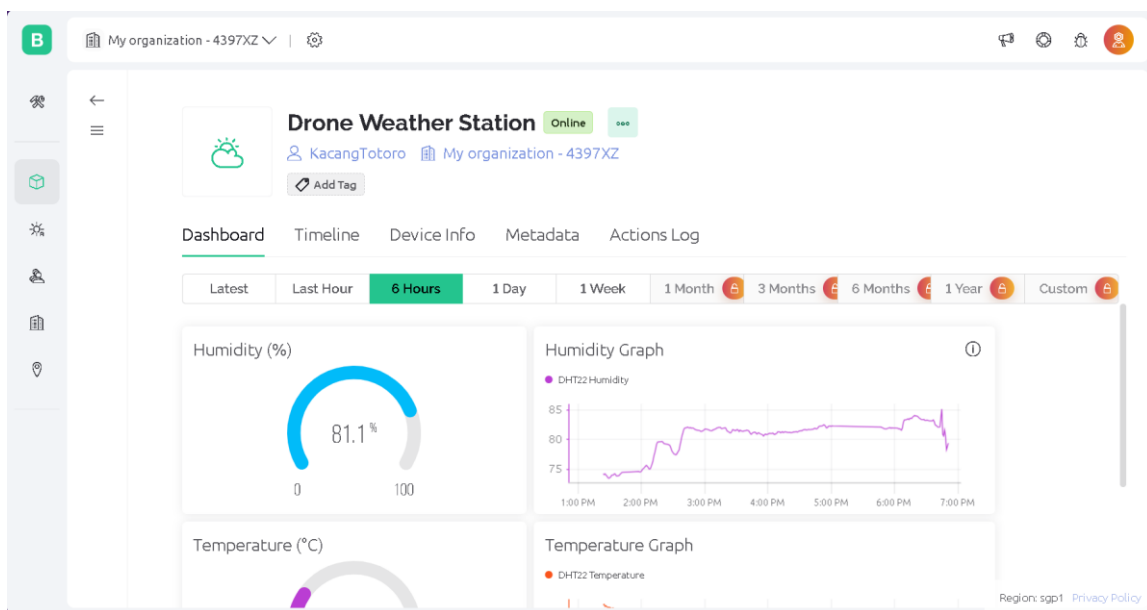 B
My organization - 4397XZ
Drone Weather Station Online
KacangTotoro My organization - 4397XZ
Add Tag
Dashboard Timeline Device Info Metadata Actions Log
Latest Last Hour 6 Hours 1 Day 1 Week 1 Month 3 Months 6 Months 1 Year Custom
Humidity (%)
81.1 %
0 100
Humidity Graph
DHT22 Humidity
85
80
75
1:00 PM 2:00 PM 3:00 PM 4:00 PM 5:00 PM 6:00 PM 7:00 PM
Temperature (°C)
Temperature Graph
DHT22 Temperature
Region: sgp1 Privacy Policy